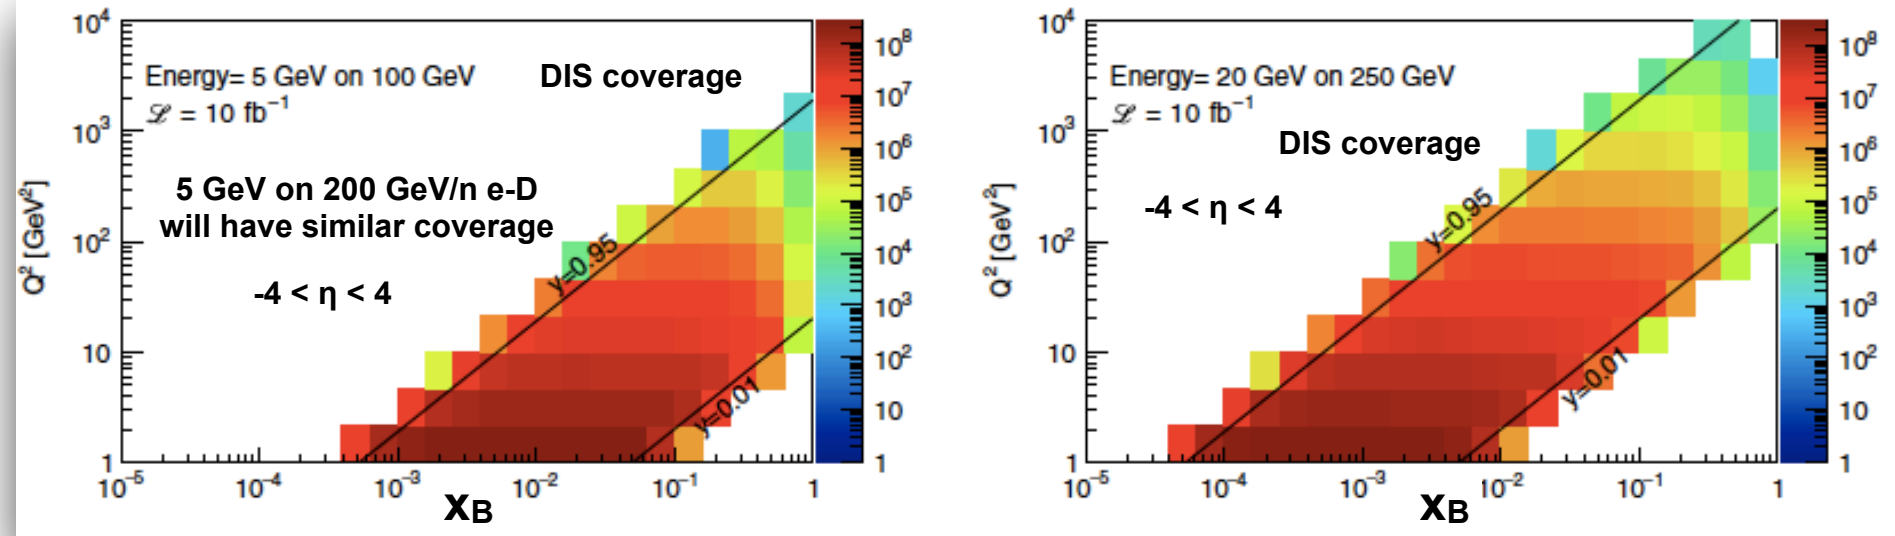 10⁴
10³
10²
10
1
Q² [GeV²]
Energy= 5 GeV on 100 GeV
ℒ = 10 fb⁻¹
DIS coverage
5 GeV on 200 GeV/n e-D
will have similar coverage
-4 < η < 4
y=0.95
y=0.01
10⁻⁵ 10⁻⁴ 10⁻³ 10⁻² 10⁻¹ 1
xB
10⁸
10⁷
10⁶
10⁵
10⁴
10³
10²
10
1
10⁴
10³
10²
10
1
Q² [GeV²]
Energy= 20 GeV on 250 GeV
ℒ = 10 fb⁻¹
DIS coverage
-4 < η < 4
y=0.95
y=0.01
10⁻⁵ 10⁻⁴ 10⁻³ 10⁻² 10⁻¹ 1
xB
10⁸
10⁷
10⁶
10⁵
10⁴
10³
10²
10
1